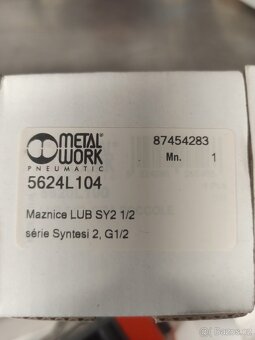 METAL
WORK
PNEUMATIC
87454283
Mn. 1
5624L104
Maznice LUB SY2 1/2
série Syntesi 2, G1/2